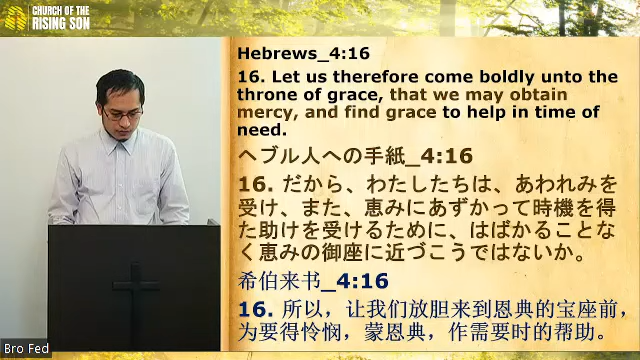 CHURCH OF THE
RISING SON
Hebrews_4:16
16. Let us therefore come boldly unto the
throne of grace, that we may obtain
mercy, and find grace to help in time of
need.
ヘブル人への手紙_4:16
16. だから、わたしたちは、あわれみを
受け、また、恵みにあずかって時機を得
た助けを受けるために、はばかることな
く恵みの御座に近づこうではないか。
希伯来书_4:16
16. 所以，让我们放胆来到恩典的宝座前，
为要得怜悯，蒙恩典，作需要时的帮助。
Bro Fed